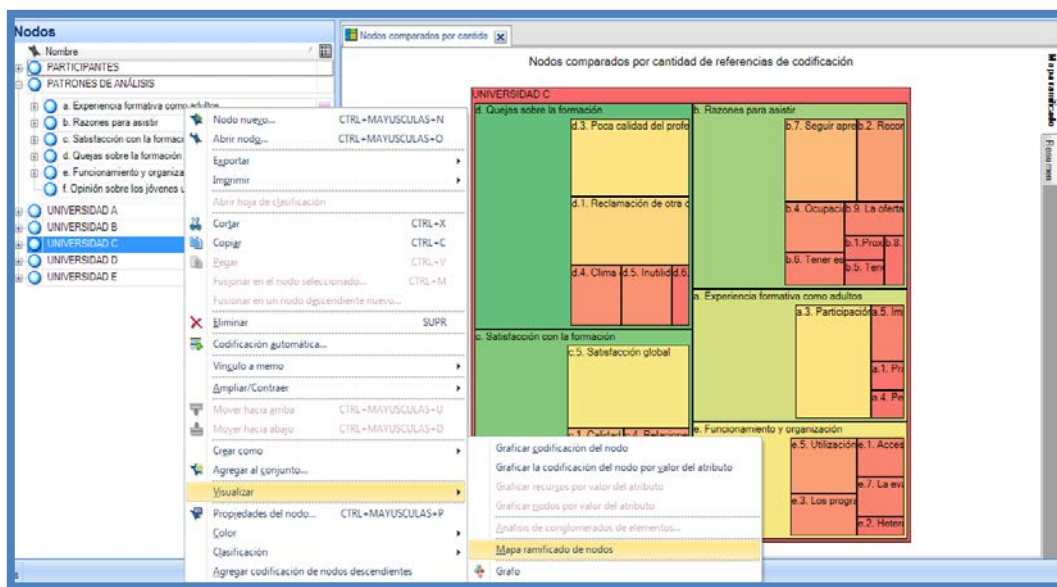 Nodos
Nombre
PARTICIPANTES
PATRONES DE ANÁLISIS
a. Experiencia formativa como adultos
b. Razones para asistir
c. Satisfacción con la formaci
d. Quejas sobre la formación
e. Funcionamiento y organiza
f. Opinión sobre los jóvenes u
UNIVERSIDAD A
UNIVERSIDAD B
UNIVERSIDAD C
UNIVERSIDAD D
UNIVERSIDAD E
Nodo nuevo... CTRL+MAYUSCULAS+N
Abrir nodo... CTRL+MAYUSCULAS+O
Exportar
Imprimir
Abrir hoja de clasificación
Cortar CTRL+X
Copiar CTRL+C
Pegar CTRL+V
Fusionar en el nodo seleccionado... CTRL+M
Fusionar en un nodo descendiente nuevo...
Eliminar SUPR
Codificación automática...
Vínculo a memo
Ampliar/Contraer
Mover hacia arriba CTRL+MAYUSCULAS+U
Mover hacia abajo CTRL+MAYUSCULAS+D
Crear como
Agregar al conjunto...
Visualizar
Propiedades del nodo... CTRL+MAYUSCULAS+P
Color
Clasificación
Agregar codificación de nodos descendientes
Graficar codificación del nodo
Graficar la codificación del nodo por valor del atributo
Graficar recursos por valor del atributo
Graficar nodos por valor del atributo
Análisis de conglomerados de elementos...
Mapa ramificado de nodos
Grafo
Nodos comparados por cantida
Nodos comparados por cantidad de referencias de codificación
UNIVERSIDAD C
d. Quejas sobre la formación
d.3. Poca calidad del profe
d.1. Reclamación de otra c
d.4. Clima
d.5. Inutilid
d.6.
c. Satisfacción con la formación
c.5. Satisfacción global
c.1. Calidad
c.4. Relacione
b. Razones para asistir
b.7. Seguir apre
b.2. Recor
b.4. Ocupaci
b.9. La oferta
b.1.Prox
b.8.
b.6. Tener es
b.5. Ten
a. Experiencia formativa como adultos
a.3. Participació
a.5. Im
a.1. Pr
a.4. Pe
e. Funcionamiento y organización
e.5. Utilización
e.1. Acces
e.7. La eva
e.3. Los progra
e.2. Heter
Mapa ramificado
Resumen